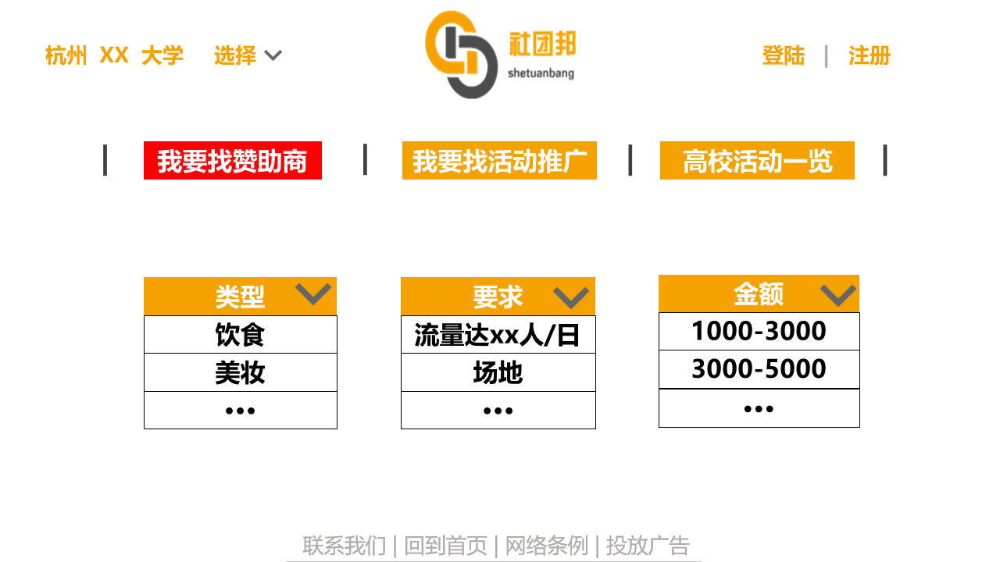 杭州 XX 大学 选择
社团邦
shetuanbang
登陆 | 注册
我要找赞助商 我要找活动推广 高校活动一览
类型 要求 金额
饮食 流量达xx人/日 1000-3000
美妆 场地 3000-5000
... ... ...
联系我们 | 回到首页 | 网络条例 | 投放广告